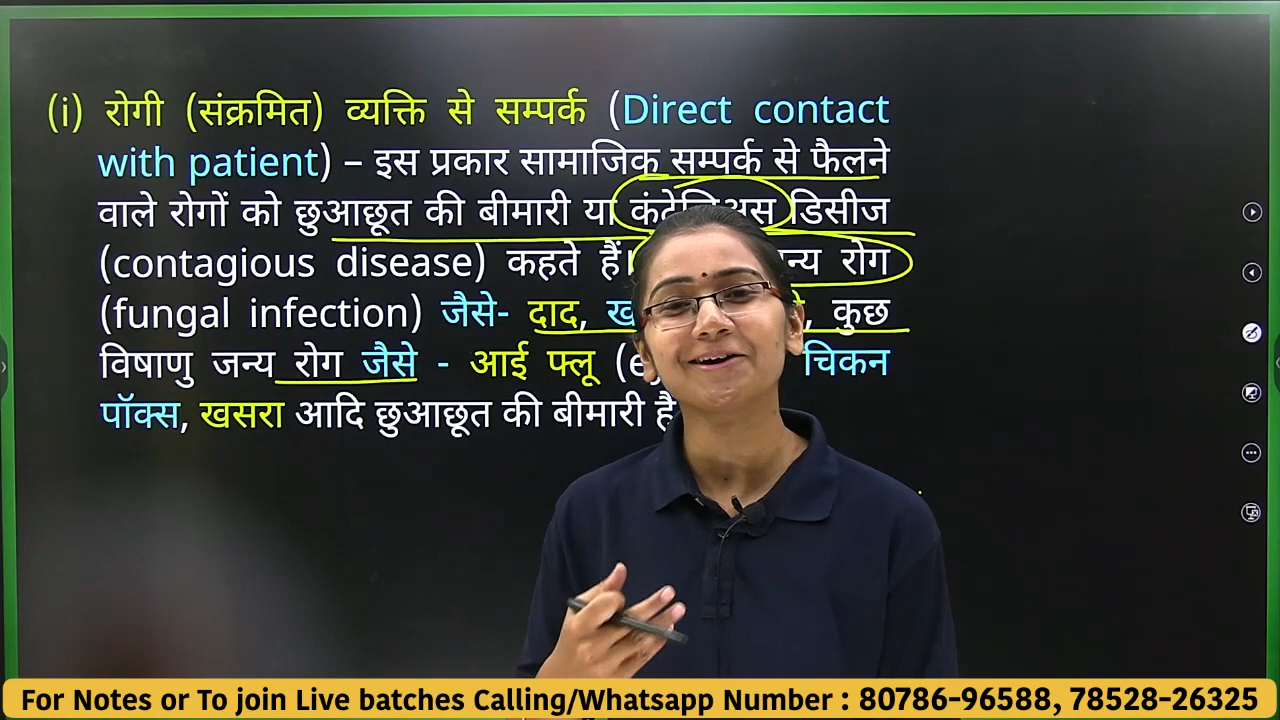 (i) रोगी (संक्रमित) व्यक्ति से सम्पर्क (Direct contact
with patient) – इस प्रकार सामाजिक सम्पर्क से फैलने
वाले रोगों को छुआछूत की बीमारी या डिसीज
(contagious disease) कहते हैं। रोग
(fungal infection) जैसे- दाद, कुछ
विषाणु जन्य रोग जैसे - आई फ्लू चिकन
पॉक्स, खसरा आदि छुआछूत की बीमारी है
For Notes or To join Live batches Calling/Whatsapp Number : 80786-96588, 78528-26325